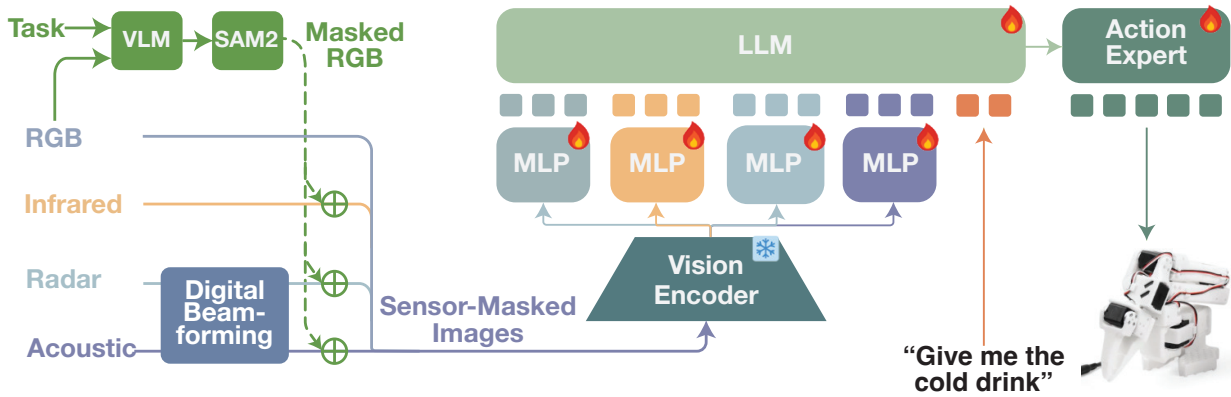 Task
VLM
SAM2
Masked
RGB
RGB
Infrared
Radar
Acoustic
Digital
Beam-
forming
Sensor-Masked
Images
LLM
Action
Expert
MLP
MLP
MLP
MLP
Vision
Encoder
“Give me the
cold drink”